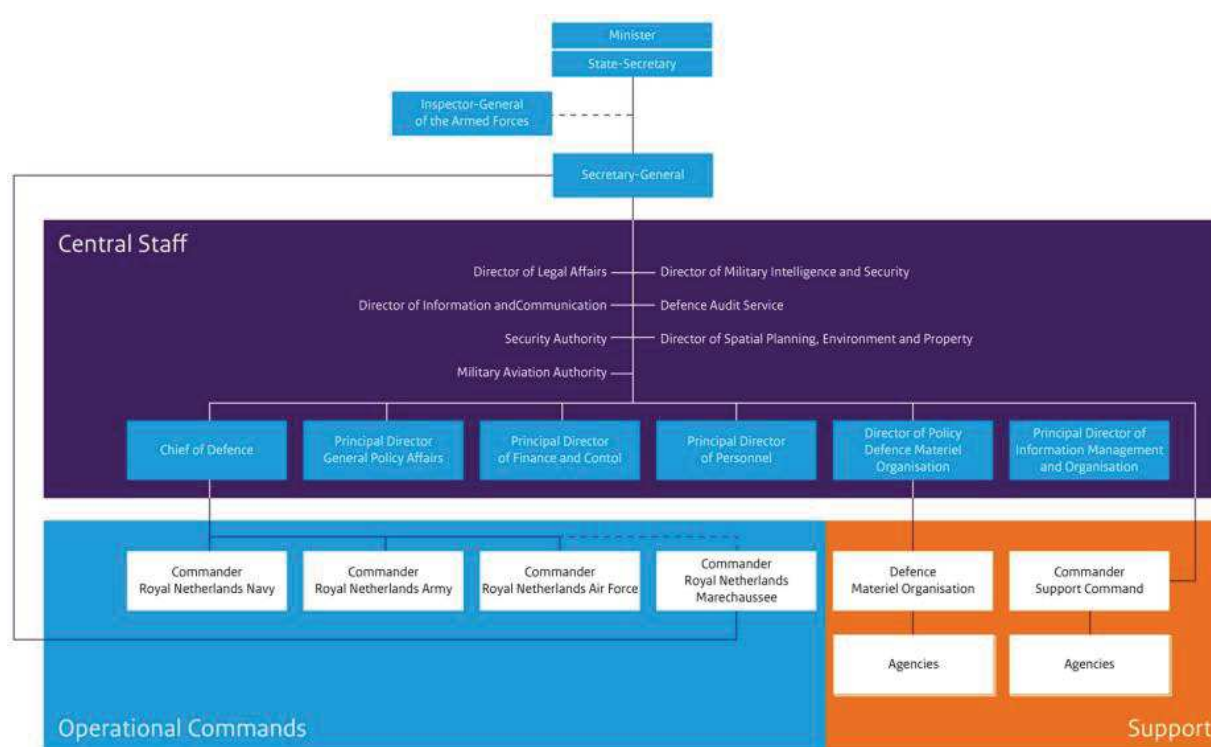 Minister
State-Secretary
Inspector-General
of the Armed Forces
Secretary-General
Central Staff
Director of Legal Affairs
Director of Military Intelligence and Security
Director of Information andCommunication
Defence Audit Service
Security Authority
Director of Spatial Planning, Environment and Property
Military Aviation Authority
Chief of Defence
Principal Director
General Policy Affairs
Principal Director
of Finance and Contol
Principal Director
of Personnel
Director of Policy
Defence Materiel
Organisation
Principal Director of
Information Management
and Organisation
Commander
Royal Netherlands Navy
Commander
Royal Netherlands Army
Commander
Royal Netherlands Air Force
Commander
Royal Netherlands
Marechaussee
Defence
Materiel Organisation
Commander
Support Command
Agencies
Agencies
Operational Commands
Support